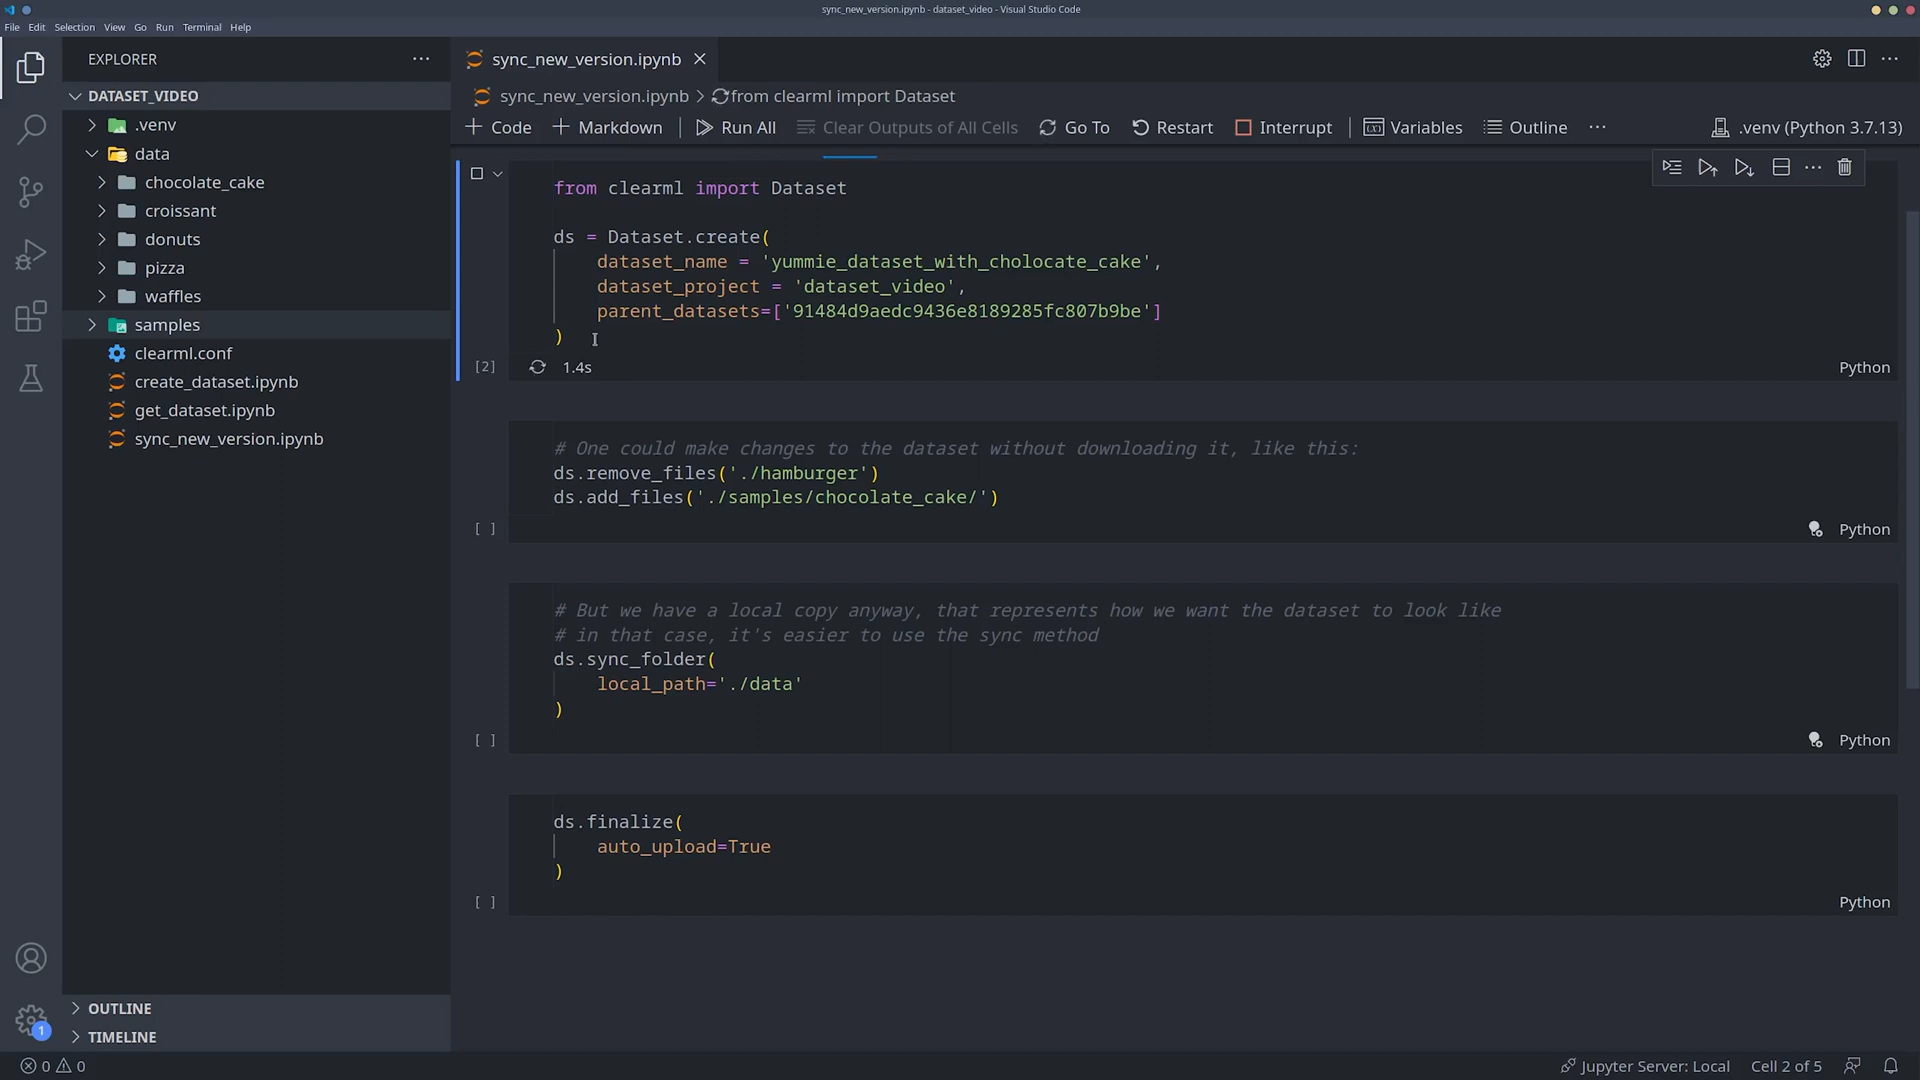 sync_new_version.ipynb - dataset_video - Visual Studio Code
File Edit Selection View Go Run Terminal Help
EXPLORER
DATASET_VIDEO
.venv
data
chocolate_cake
croissant
donuts
pizza
waffles
samples
clearml.conf
create_dataset.ipynb
get_dataset.ipynb
sync_new_version.ipynb
OUTLINE
TIMELINE
1
sync_new_version.ipynb
sync_new_version.ipynb > from clearml import Dataset
+ Code + Markdown Run All Clear Outputs of All Cells Go To Restart Interrupt Variables Outline ··· .venv (Python 3.7.13)
from clearml import Dataset
ds = Dataset.create(
dataset_name = 'yummie_dataset_with_cholocate_cake',
dataset_project = 'dataset_video',
parent_datasets=['91484d9aedc9436e8189285fc807b9be']
)
[2] 1.4s Python
# One could make changes to the dataset without downloading it, like this:
ds.remove_files('./hamburger')
ds.add_files('./samples/chocolate_cake/')
[ ] Python
# But we have a local copy anyway, that represents how we want the dataset to look like
# in that case, it's easier to use the sync method
ds.sync_folder(
local_path='./data'
)
[ ] Python
ds.finalize(
auto_upload=True
)
[ ] Python
0 0 Jupyter Server: Local Cell 2 of 5